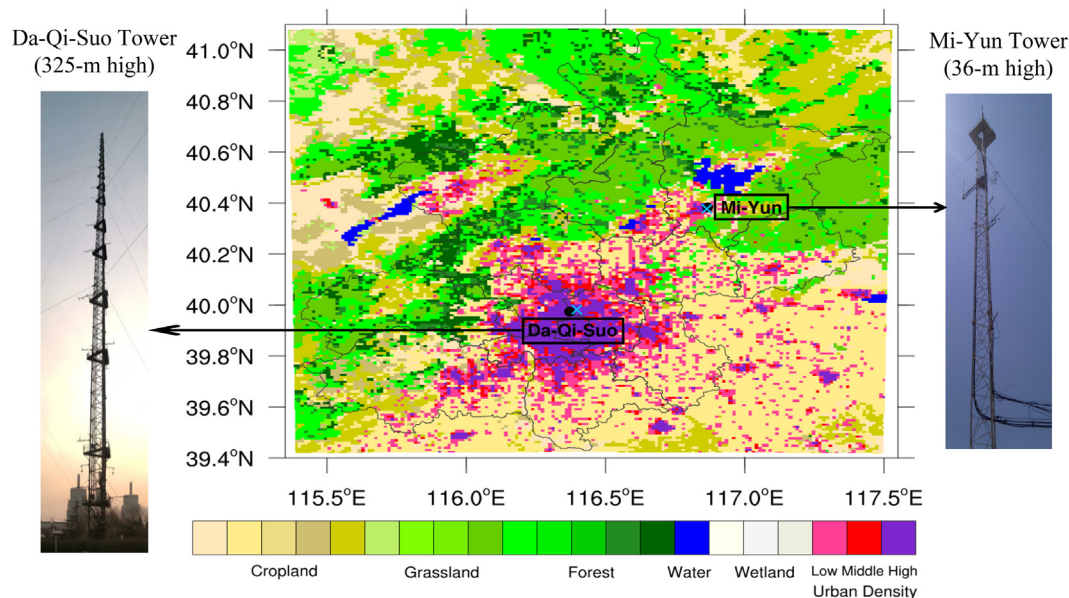 Da-Qi-Suo Tower
(325-m high)
Mi-Yun Tower
(36-m high)
41.0°N
40.8°N
40.6°N
40.4°N
40.2°N
40.0°N
39.8°N
39.6°N
39.4°N
Mi-Yun
Da-Qi-Suo
115.5°E 116.0°E 116.5°E 117.0°E 117.5°E
Cropland Grassland Forest Water Wetland Low Middle High
Urban Density